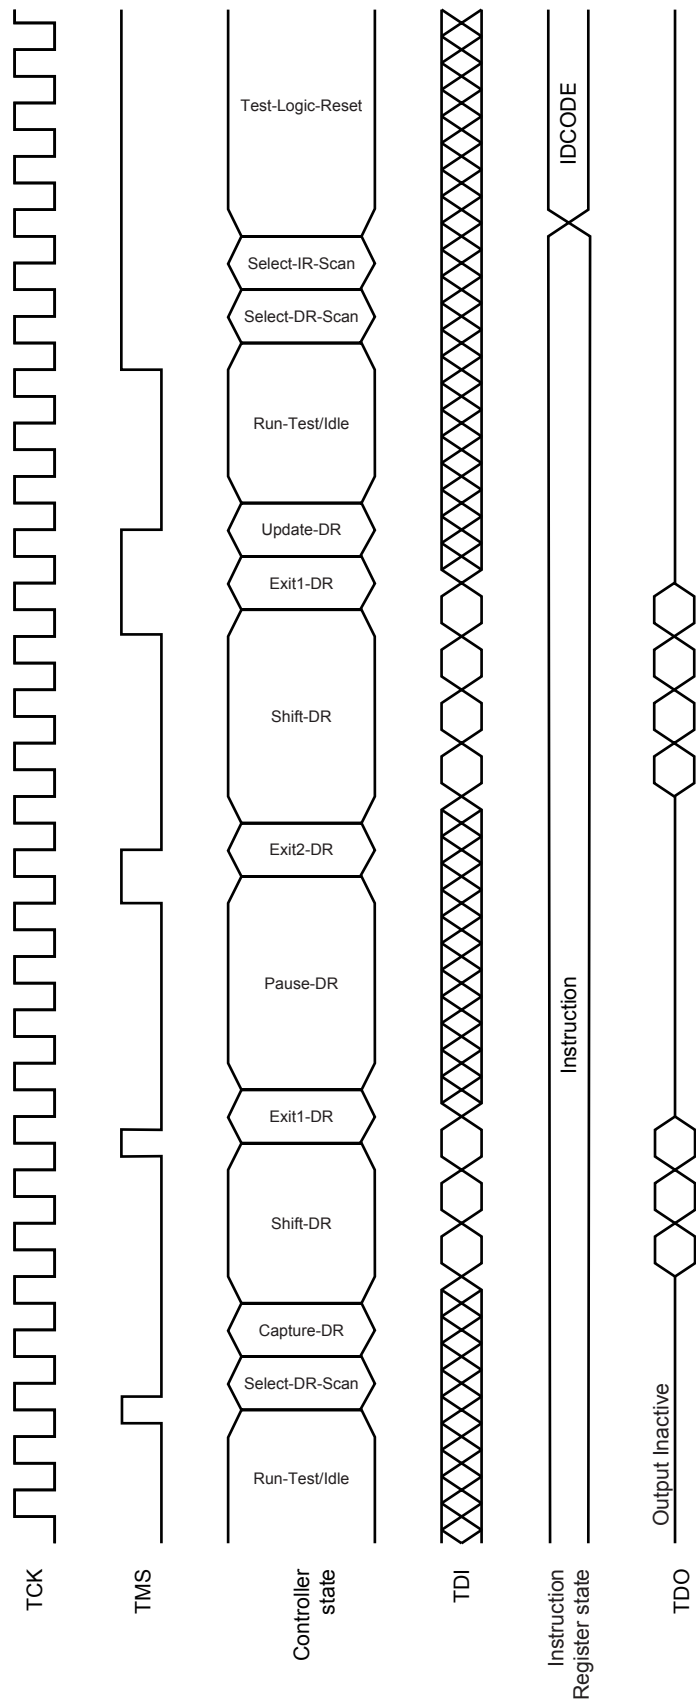 TCK
TMS
Controller
state
Run-Test/Idle
Select-DR-Scan
Capture-DR
Shift-DR
Exit1-DR
Pause-DR
Exit2-DR
Shift-DR
Exit1-DR
Update-DR
Run-Test/Idle
Select-DR-Scan
Select-IR-Scan
Test-Logic-Reset
TDI
Instruction
Register state
Instruction
IDCODE
TDO
Output Inactive